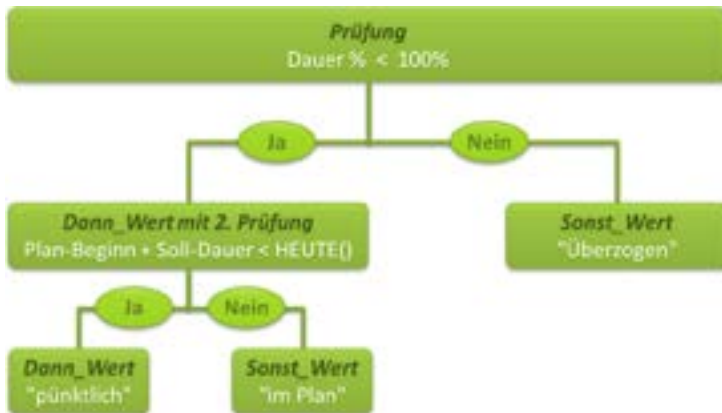 Prüfung
Dauer % < 100%
Ja
Nein
Dann_Wert mit 2. Prüfung
Plan-Beginn + Soll-Dauer < HEUTE()
Sonst_Wert
"Überzogen"
Ja
Nein
Dann_Wert
"pünktlich"
Sonst_Wert
"im Plan"